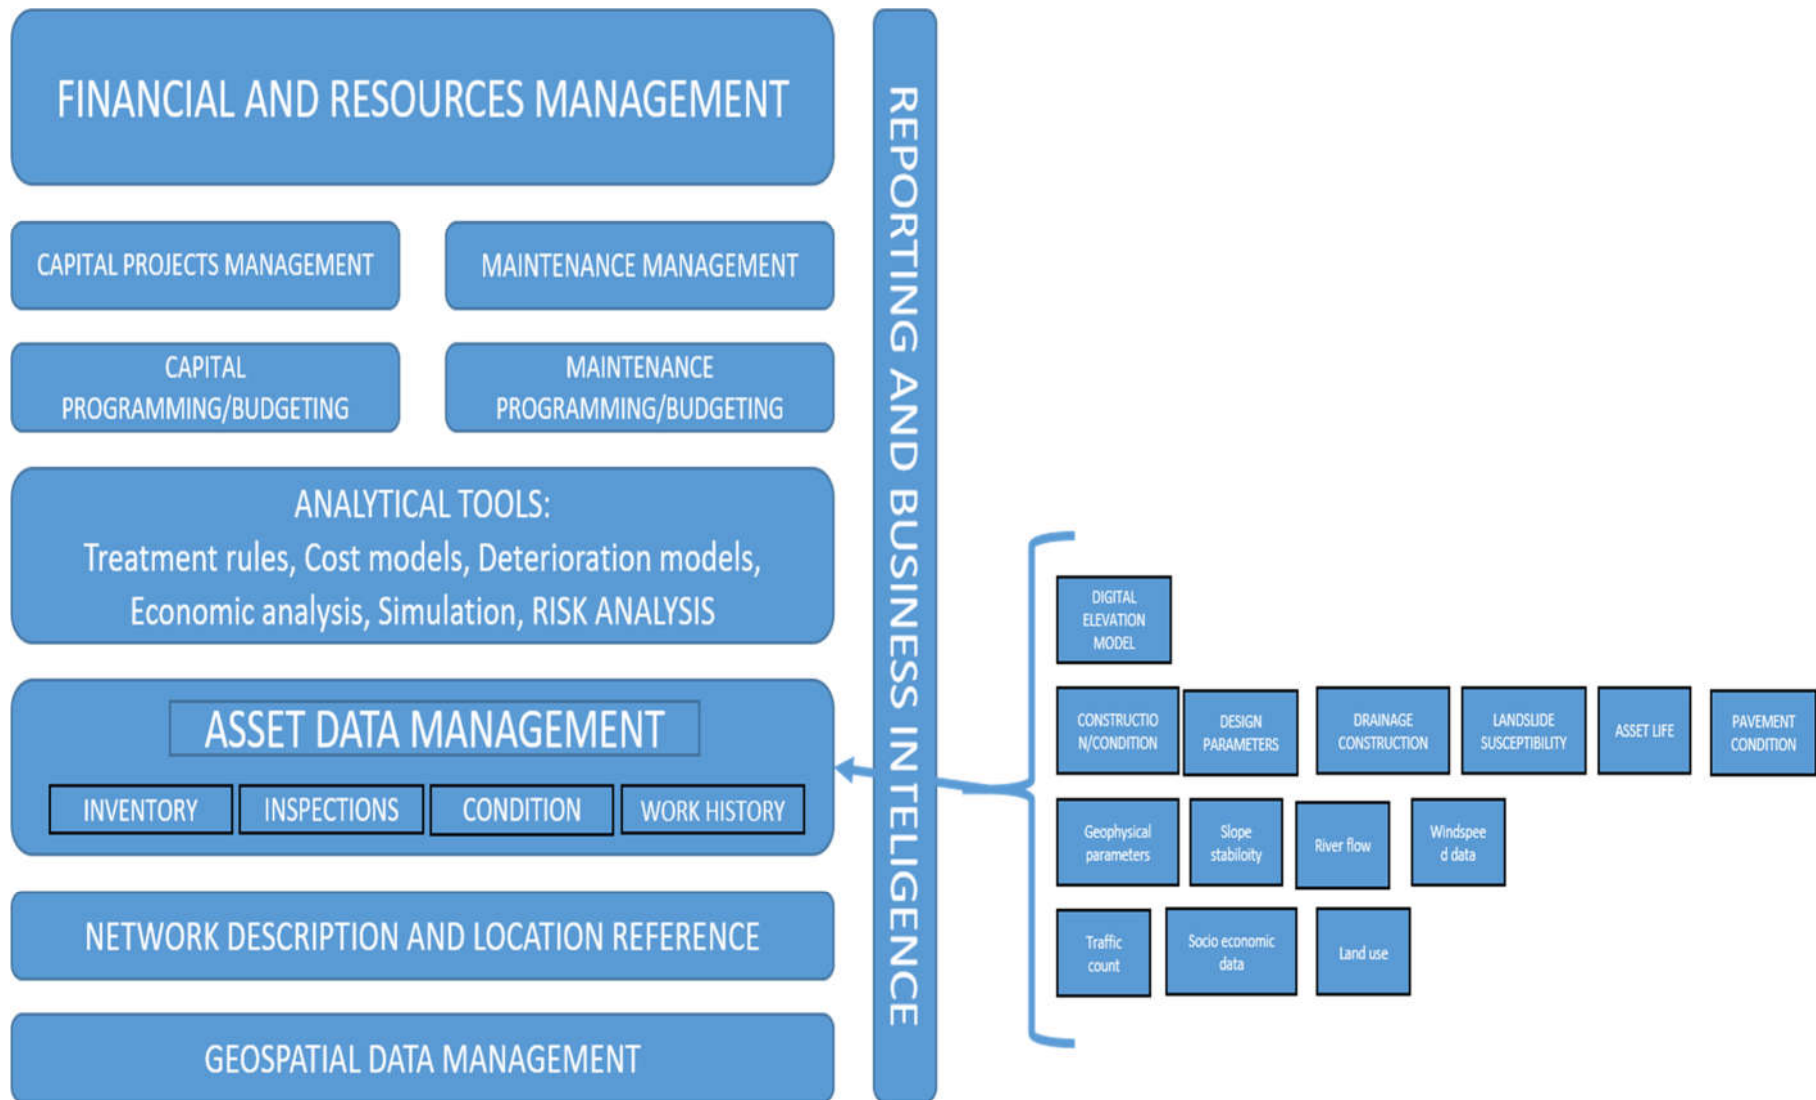 FINANCIAL AND RESOURCES MANAGEMENT
CAPITAL PROJECTS MANAGEMENT
MAINTENANCE MANAGEMENT
CAPITAL
PROGRAMMING/BUDGETING
MAINTENANCE
PROGRAMMING/BUDGETING
ANALYTICAL TOOLS:
Treatment rules, Cost models, Deterioration models,
Economic analysis, Simulation, RISK ANALYSIS
ASSET DATA MANAGEMENT
INVENTORY
INSPECTIONS
CONDITION
WORK HISTORY
NETWORK DESCRIPTION AND LOCATION REFERENCE
GEOSPATIAL DATA MANAGEMENT
REPORTING AND BUSINESS INTELIGENCE
DIGITAL
ELEVATION
MODEL
CONSTRUCTIO
N/CONDITION
DESIGN
PARAMETERS
DRAINAGE
CONSTRUCTION
LANDSLIDE
SUSCEPTIBILITY
ASSET LIFE
PAVEMENT
CONDITION
Geophysical
parameters
Slope
stabiloity
River flow
Windspee
d data
Traffic
count
Socio economic
data
Land use